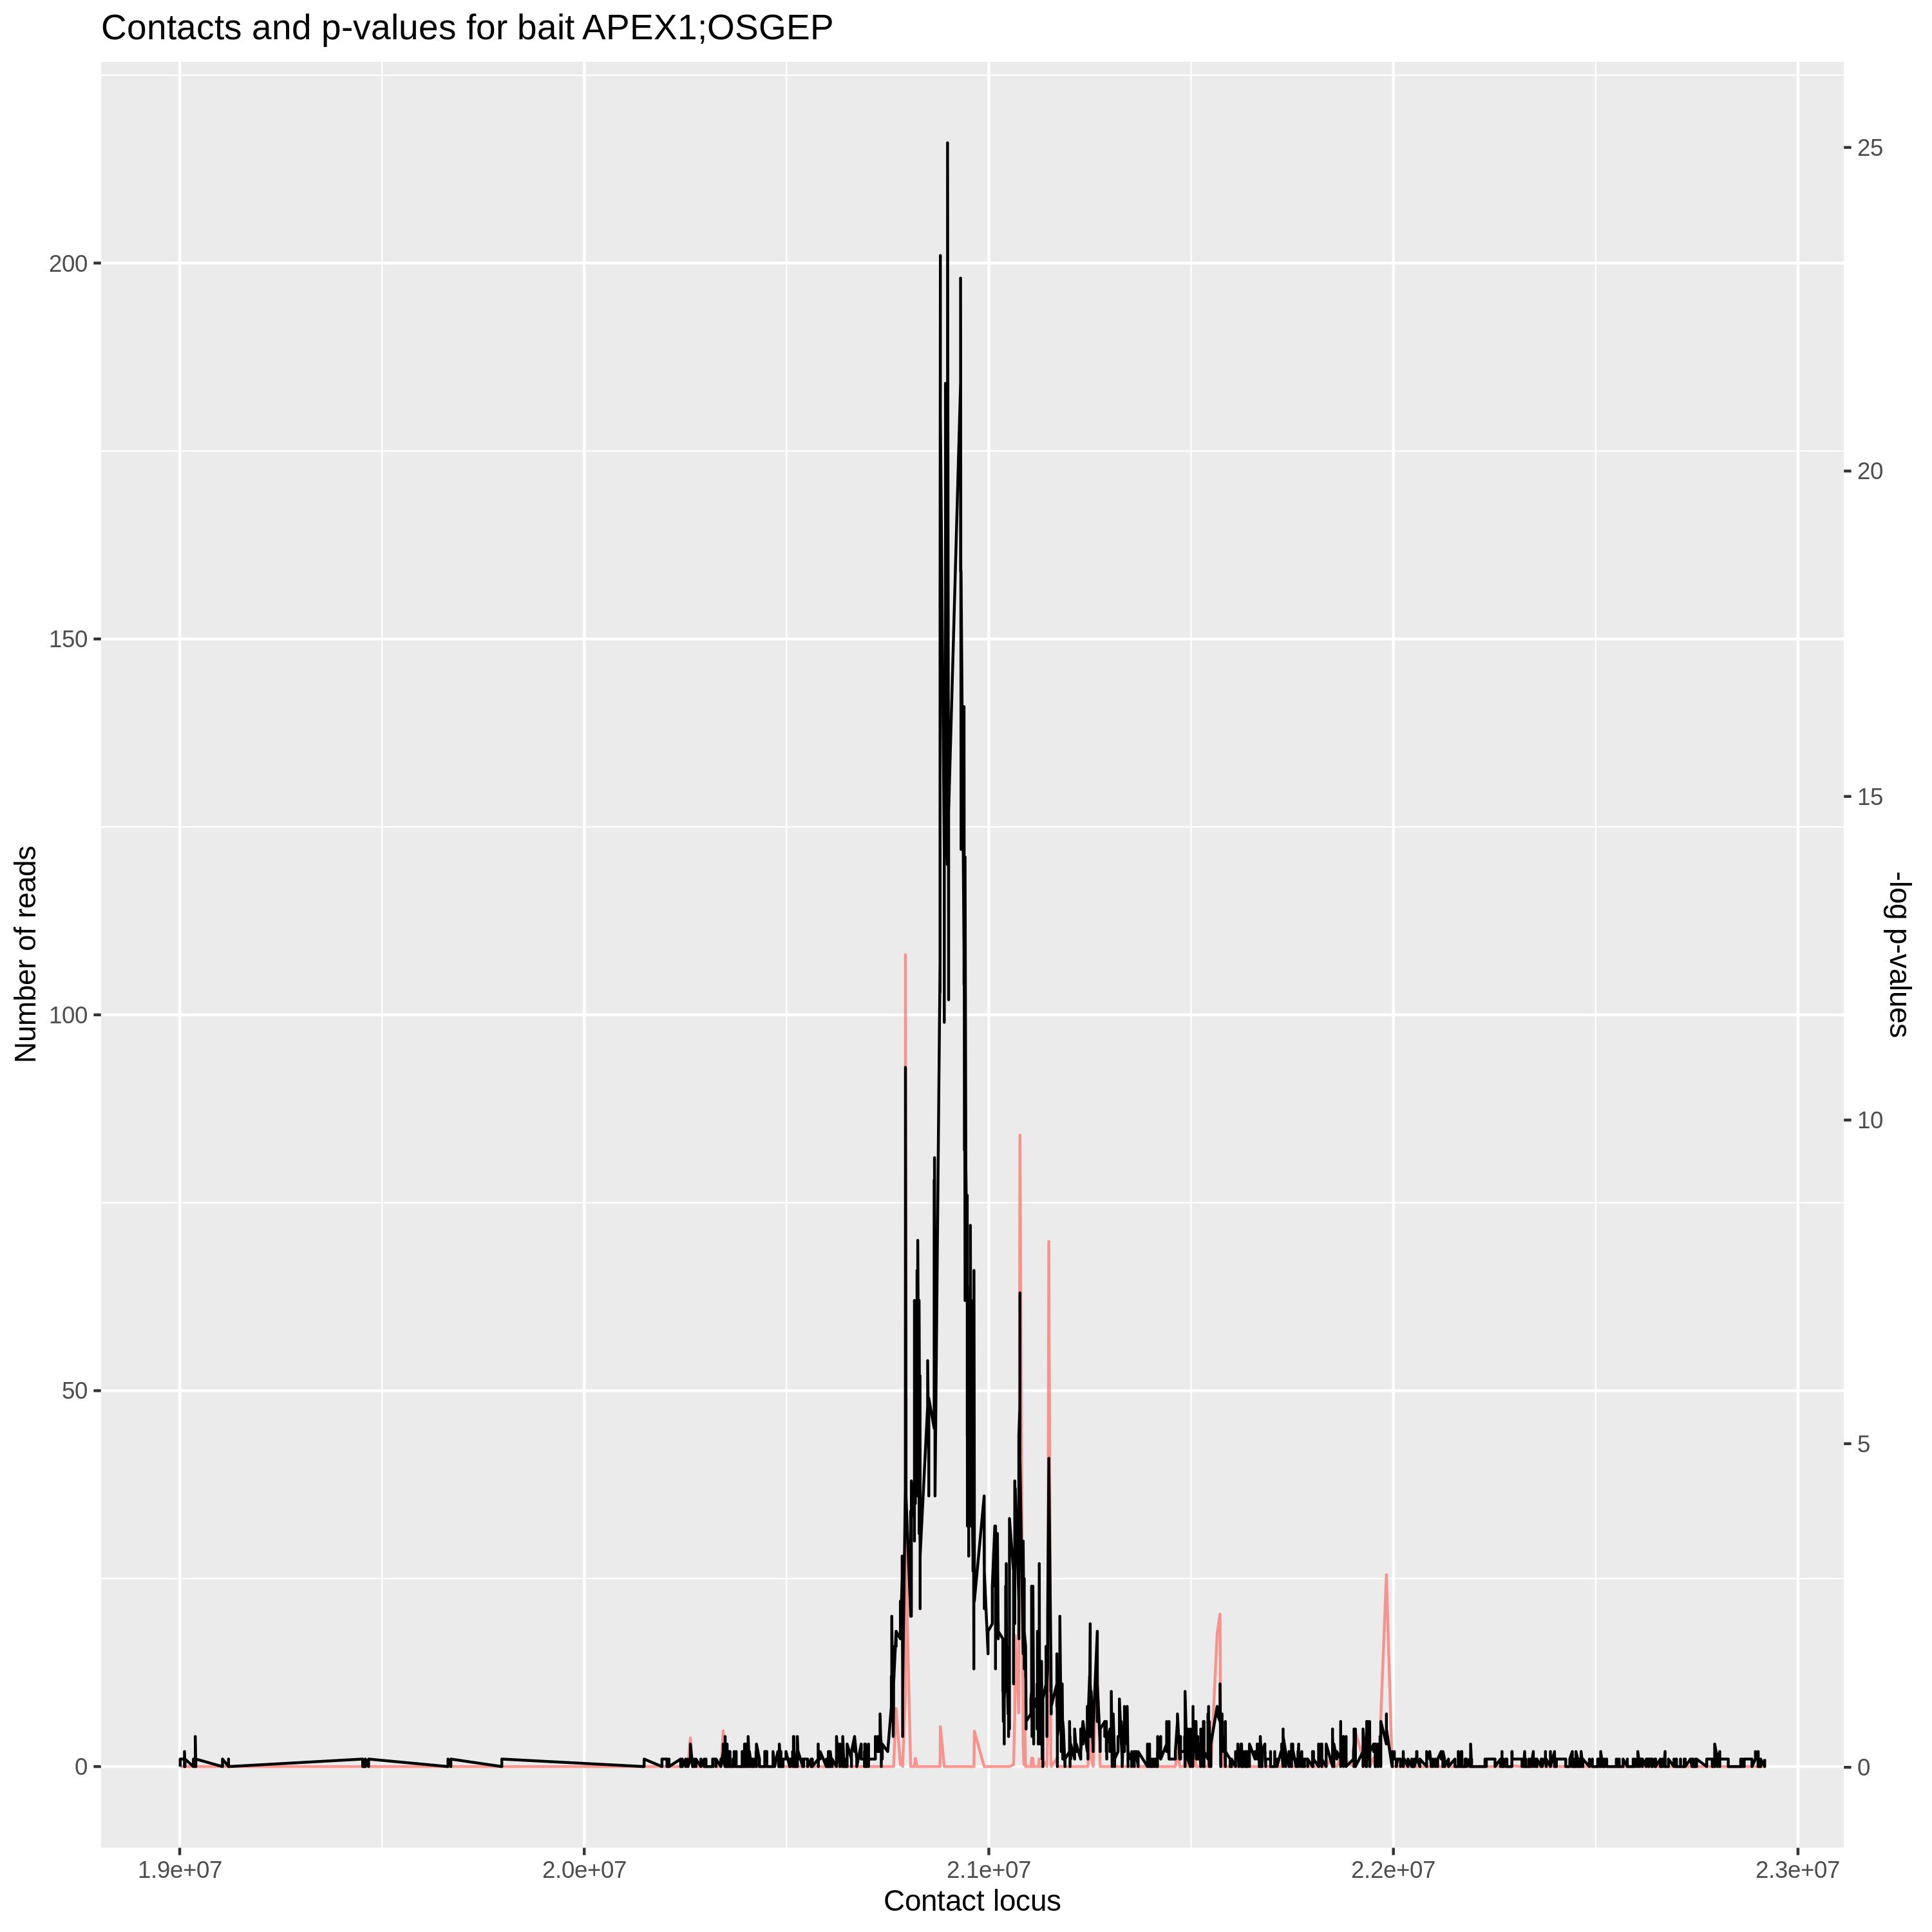 Contacts and p-values for bait APEX1;OSGEP
Number of reads
200
150
100
50
0
25
20
15
10
5
0
-log p-values
1.9e+07
2.0e+07
2.1e+07
2.2e+07
2.3e+07
Contact locus